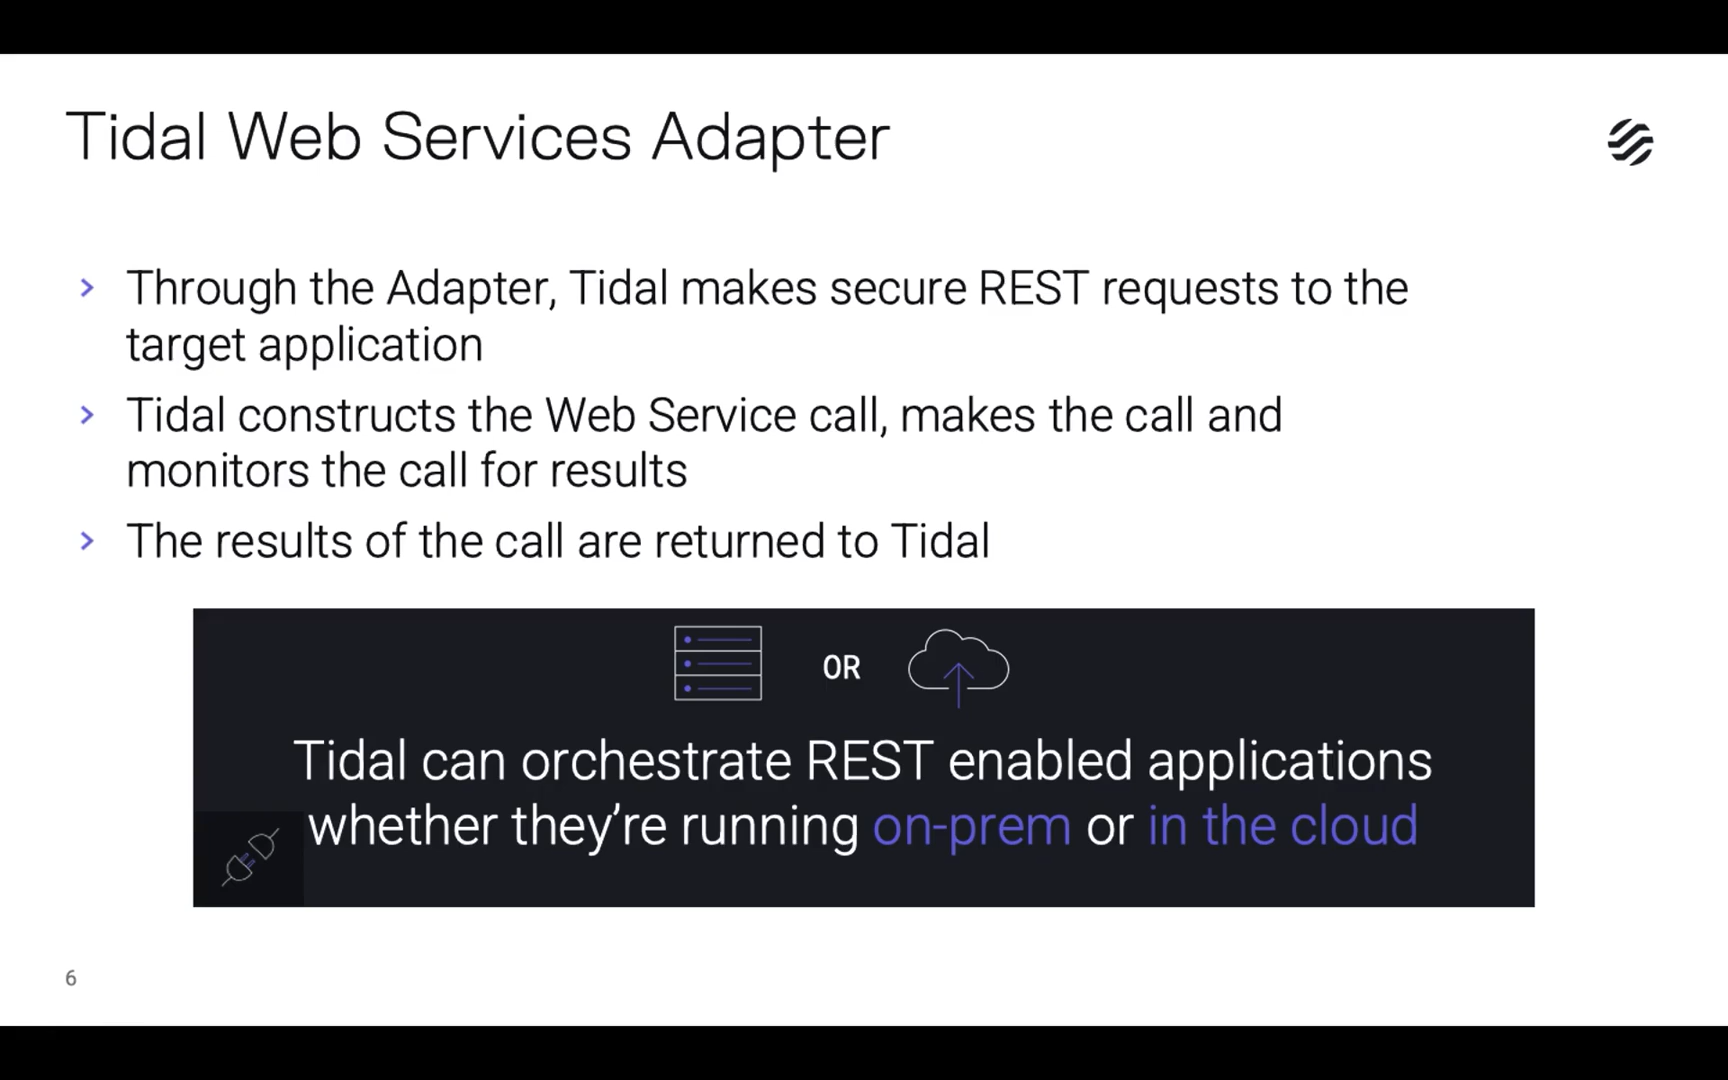 Tidal Web Services Adapter
Through the Adapter, Tidal makes secure REST requests to the
target application
Tidal constructs the Web Service call, makes the call and
monitors the call for results
The results of the call are returned to Tidal
OR
Tidal can orchestrate REST enabled applications
whether they’re running on-prem or in the cloud
6